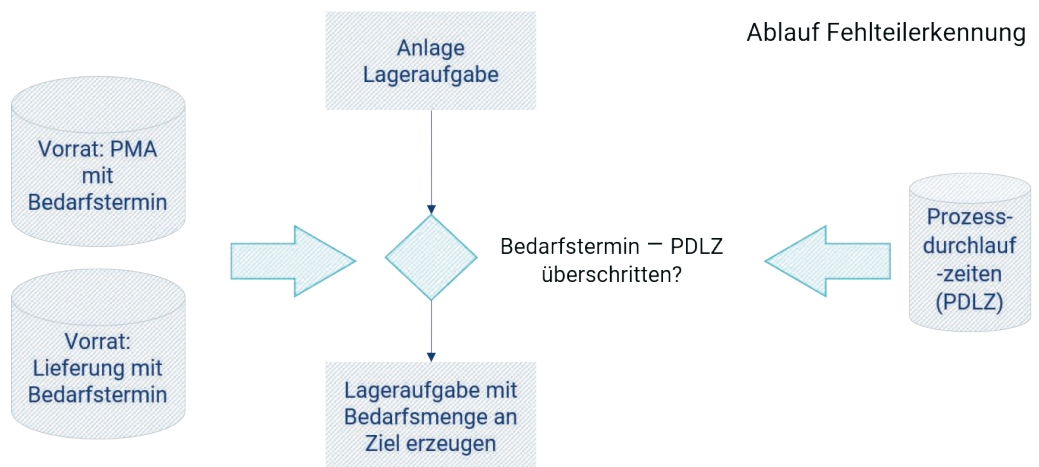 Ablauf Fehlteilerkennung
Anlage
Lageraufgabe
Vorrat: PMA
mit
Bedarfstermin
Vorrat:
Lieferung mit
Bedarfstermin
Bedarfstermin – PDLZ
überschritten?
Prozess-
durchlauf
-zeiten
(PDLZ)
Lageraufgabe mit
Bedarfsmenge an
Ziel erzeugen